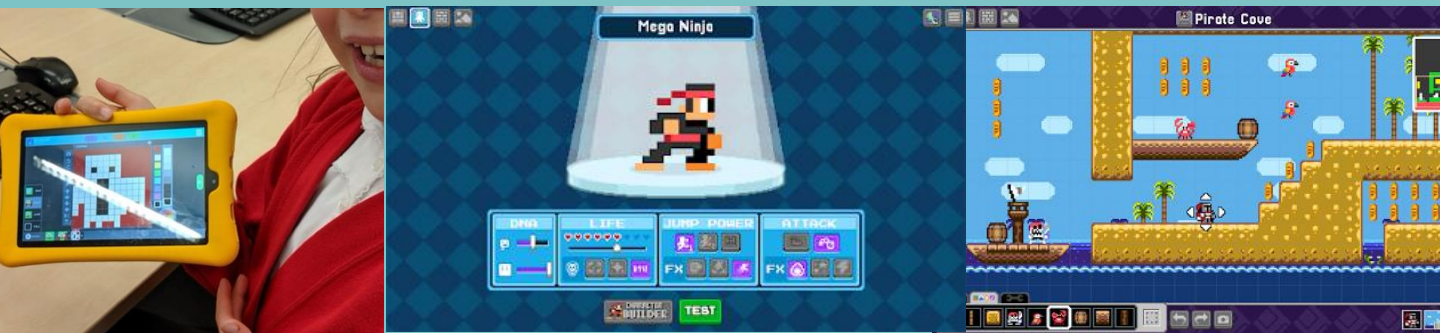 Mega Ninja
Pirate Cove
DNA
LIFE
JUMP POWER
ATTACK
FX
FX
CHARACTER
BUILDER
TEST